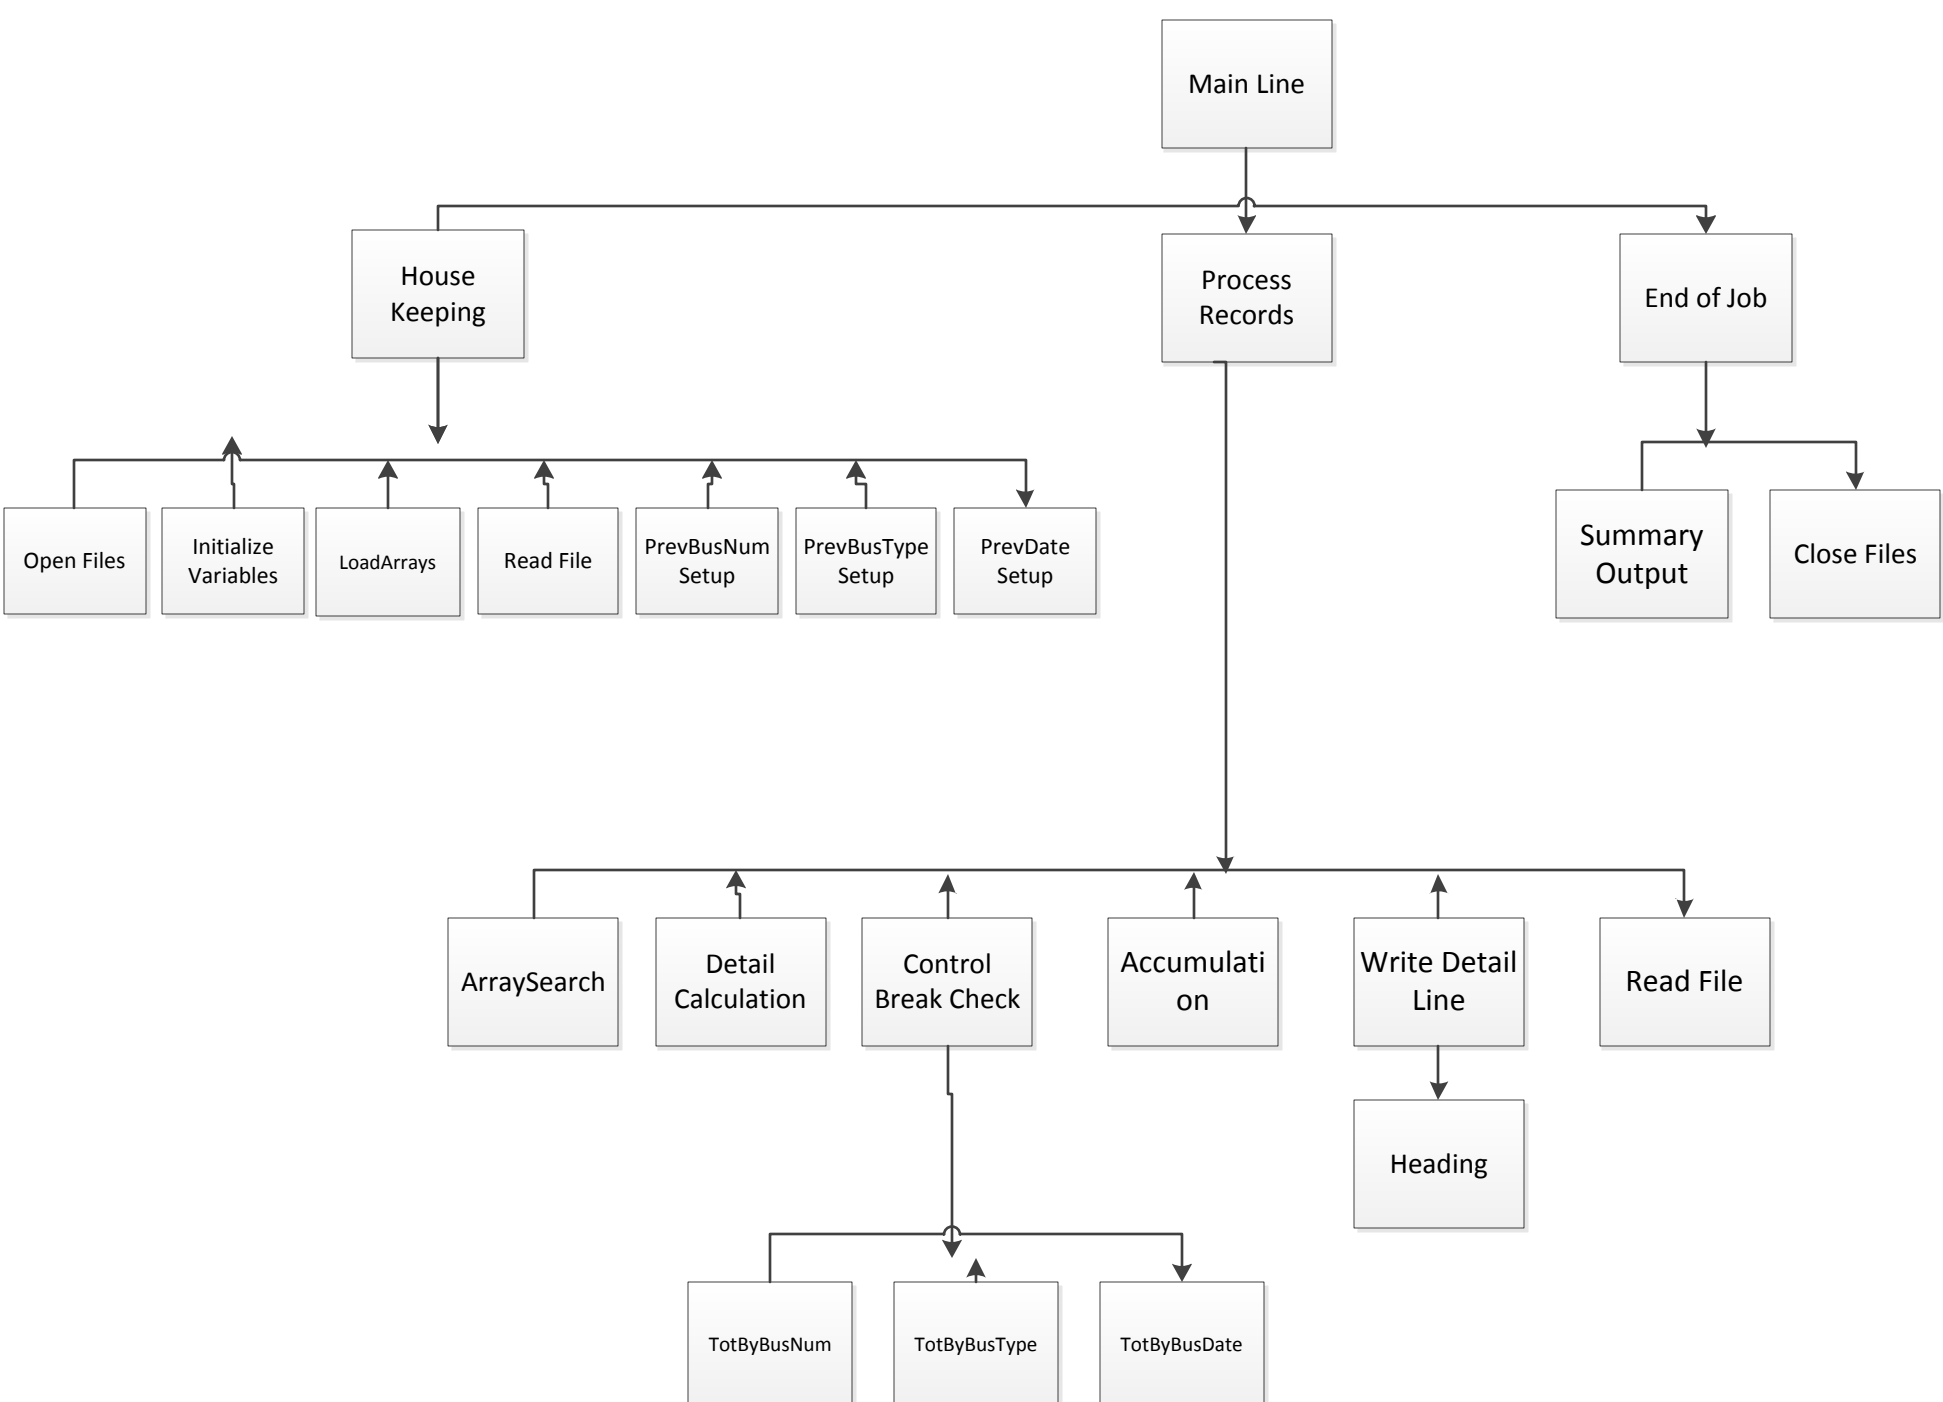 Main Line
House
Keeping
Process
Records
End of Job
Open Files
Initialize
Variables
LoadArrays
Read File
PrevBusNum
Setup
PrevBusType
Setup
PrevDate
Setup
Summary
Output
Close Files
ArraySearch
Detail
Calculation
Control
Break Check
Accumulati
on
Write Detail
Line
Read File
Heading
TotByBusNum
TotByBusType
TotByBusDate